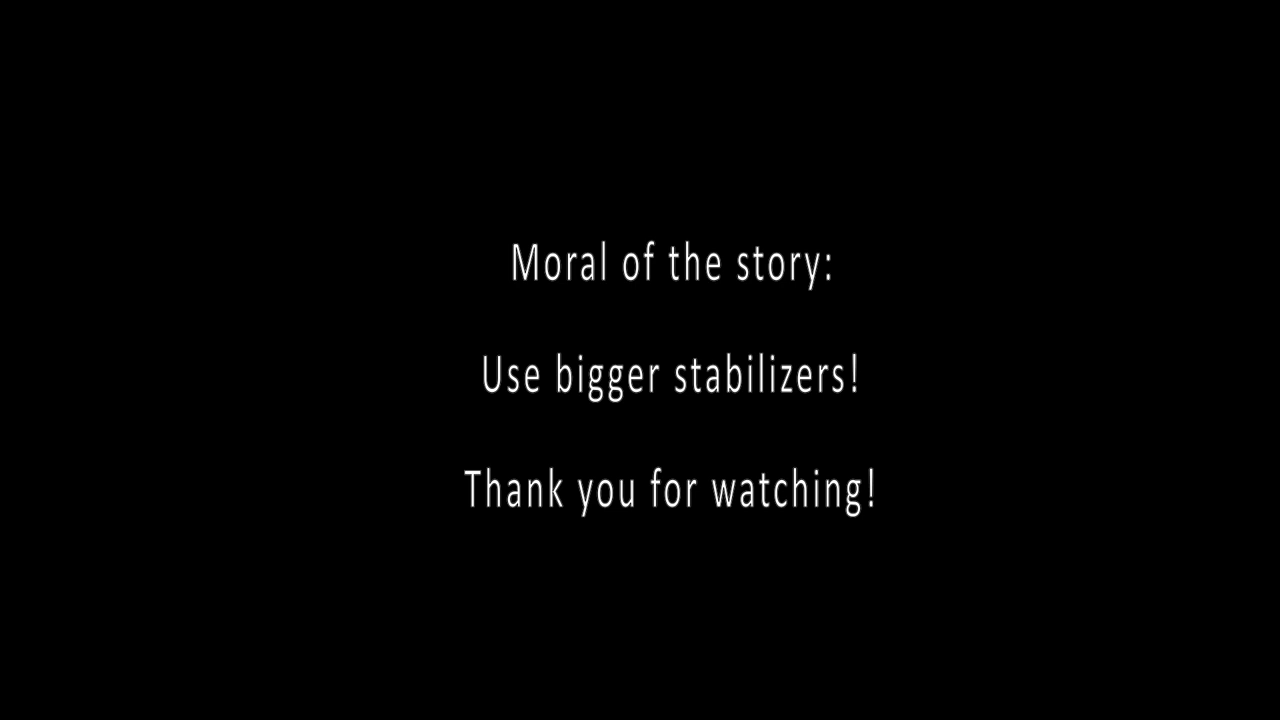 Moral of the story:
Use bigger stabilizers!
Thank you for watching!